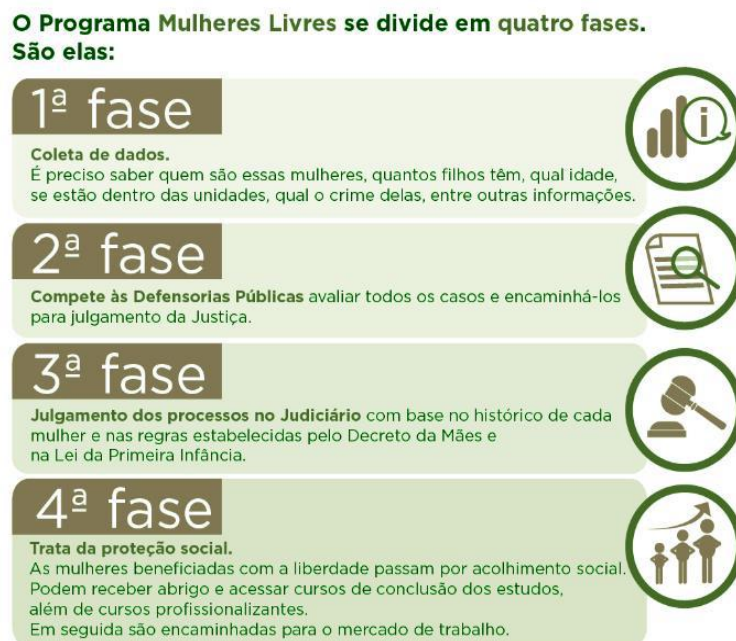 O Programa Mulheres Livres se divide em quatro fases.
São elas:
1ª fase
Coleta de dados.
É preciso saber quem são essas mulheres, quantos filhos têm, qual idade,
se estão dentro das unidades, qual o crime delas, entre outras informações.
i
2ª fase
Compete às Defensorias Públicas avaliar todos os casos e encaminhá-los
para julgamento da Justiça.
3ª fase
Julgamento dos processos no Judiciário com base no histórico de cada
mulher e nas regras estabelecidas pelo Decreto da Mães e
na Lei da Primeira Infância.
4ª fase
Trata da proteção social.
As mulheres beneficiadas com a liberdade passam por acolhimento social.
Podem receber abrigo e acessar cursos de conclusão dos estudos,
além de cursos profissionalizantes.
Em seguida são encaminhadas para o mercado de trabalho.